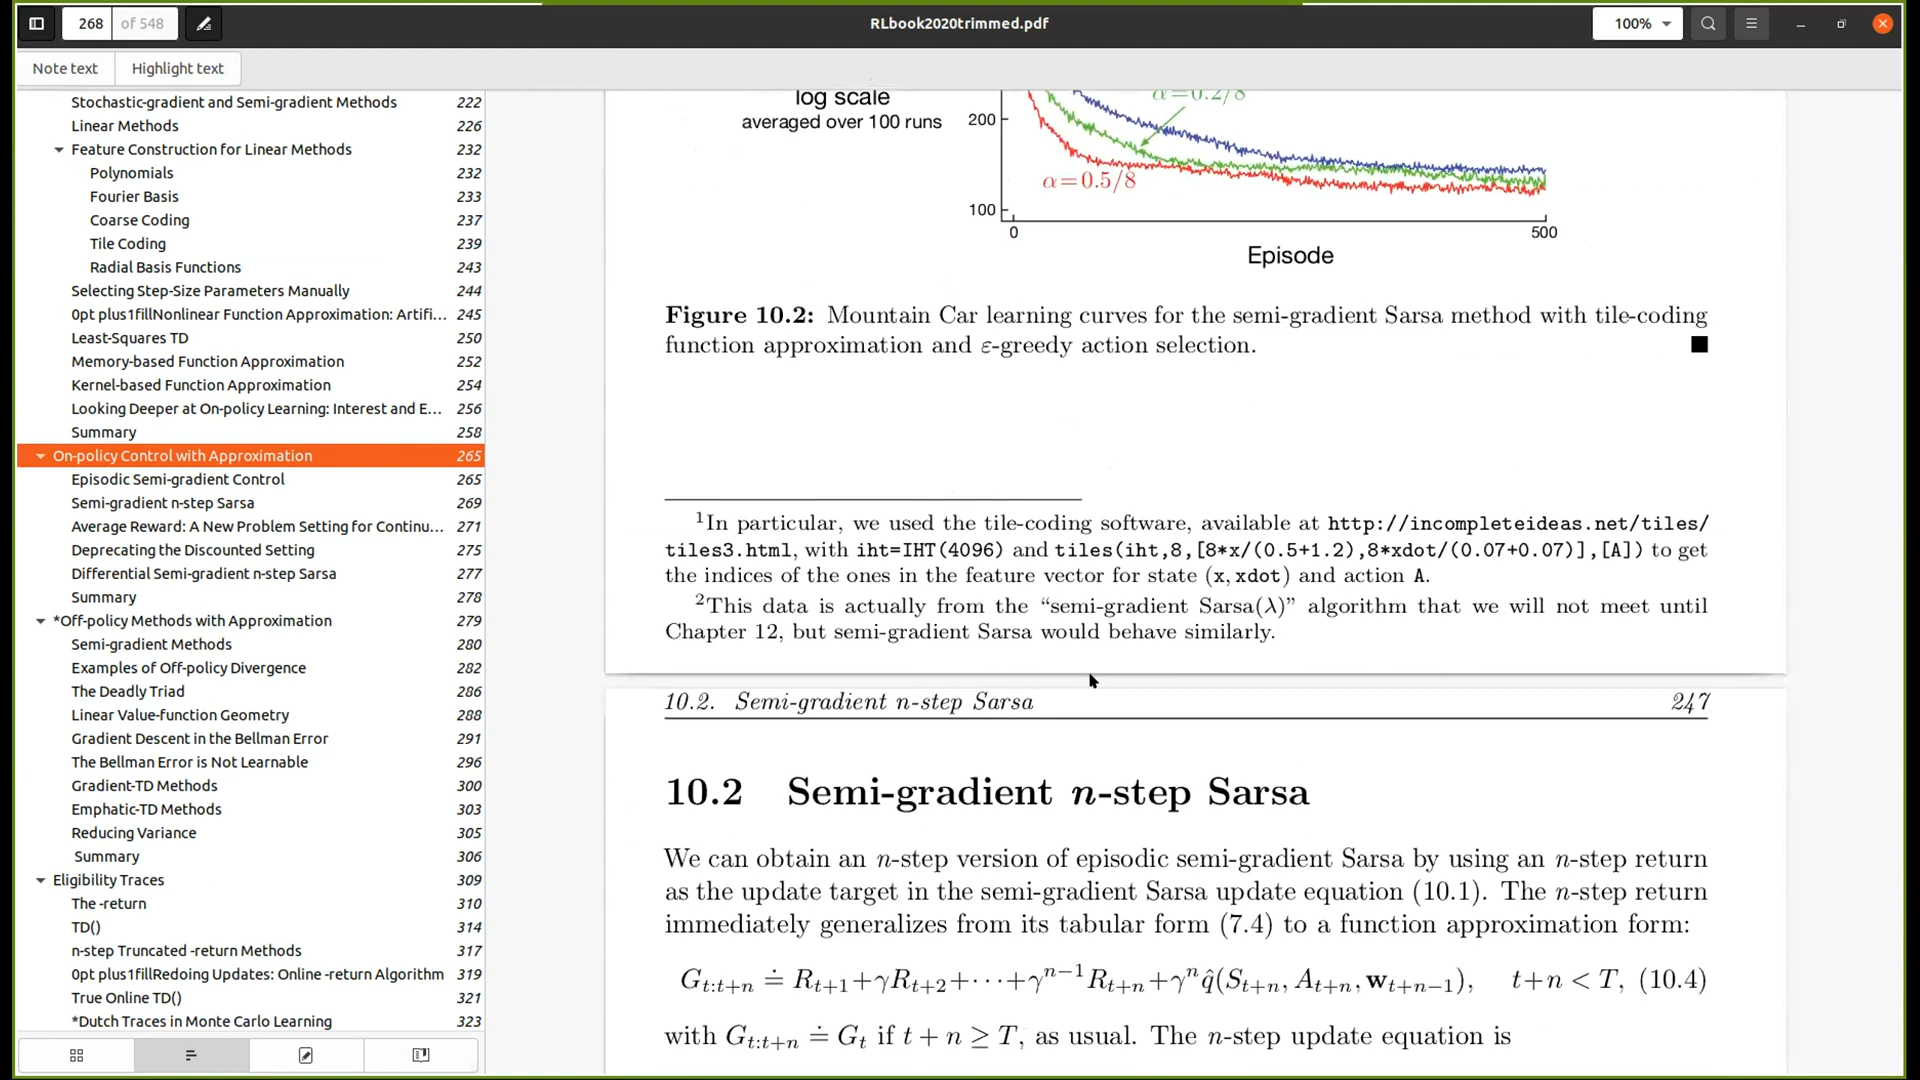 268 of 548
RLbook2020trimmed.pdf
100%
Note text Highlight text
Stochastic-gradient and Semi-gradient Methods 222
Linear Methods 226
Feature Construction for Linear Methods 232
Polynomials 232
Fourier Basis 233
Coarse Coding 237
Tile Coding 239
Radial Basis Functions 243
Selecting Step-Size Parameters Manually 244
0pt plus1fillNonlinear Function Approximation: Artifi... 245
Least-Squares TD 250
Memory-based Function Approximation 252
Kernel-based Function Approximation 254
Looking Deeper at On-policy Learning: Interest and E... 256
Summary 258
On-policy Control with Approximation 265
Episodic Semi-gradient Control 265
Semi-gradient n-step Sarsa 269
Average Reward: A New Problem Setting for Continu... 271
Deprecating the Discounted Setting 275
Differential Semi-gradient n-step Sarsa 277
Summary 278
*Off-policy Methods with Approximation 279
Semi-gradient Methods 280
Examples of Off-policy Divergence 282
The Deadly Triad 286
Linear Value-function Geometry 288
Gradient Descent in the Bellman Error 291
The Bellman Error is Not Learnable 296
Gradient-TD Methods 300
Emphatic-TD Methods 303
Reducing Variance 305
Summary 306
Eligibility Traces 309
The -return 310
TD() 314
n-step Truncated -return Methods 317
0pt plus1fillRedoing Updates: Online -return Algorithm 319
True Online TD() 321
*Dutch Traces in Monte Carlo Learning 323
log scale
averaged over 100 runs
α=0.2/8
200
α=0.5/8
100
0 500
Episode
Figure 10.2: Mountain Car learning curves for the semi-gradient Sarsa method with tile-coding
function approximation and ε-greedy action selection. ■
¹In particular, we used the tile-coding software, available at http://incompleteideas.net/tiles/
tiles3.html, with iht=IHT(4096) and tiles(iht,8,[8*x/(0.5+1.2),8*xdot/(0.07+0.07)],[A]) to get
the indices of the ones in the feature vector for state (x, xdot) and action A.
²This data is actually from the “semi-gradient Sarsa(λ)” algorithm that we will not meet until
Chapter 12, but semi-gradient Sarsa would behave similarly.
10.2. Semi-gradient n-step Sarsa 247
10.2 Semi-gradient n-step Sarsa
We can obtain an n-step version of episodic semi-gradient Sarsa by using an n-step return
as the update target in the semi-gradient Sarsa update equation (10.1). The n-step return
immediately generalizes from its tabular form (7.4) to a function approximation form:
G_{t:t+n} ≐ R_{t+1}+γR_{t+2}+⋯+γ^{n−1}R_{t+n}+γ^n q̂(S_{t+n}, A_{t+n}, w_{t+n−1}), t+n < T, (10.4)
with G_{t:t+n} ≐ G_t if t + n ≥ T, as usual. The n-step update equation is